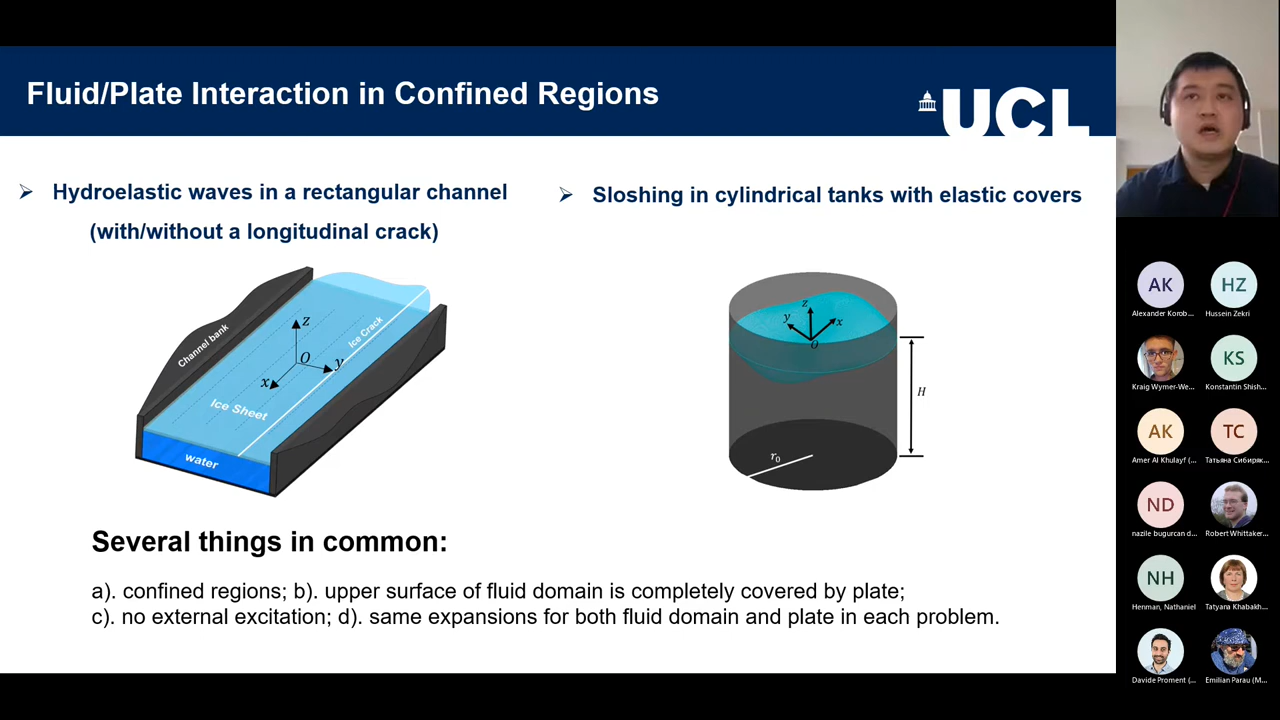 Fluid/Plate Interaction in Confined Regions
UCL
Hydroelastic waves in a rectangular channel
(with/without a longitudinal crack)
Sloshing in cylindrical tanks with elastic covers
Channel bank
Ice Crack
z
O
y
x
Ice Sheet
water
z
y
x
O
H
r₀
Several things in common:
a). confined regions; b). upper surface of fluid domain is completely covered by plate;
c). no external excitation; d). same expansions for both fluid domain and plate in each problem.
AK
Alexander Korob...
HZ
Hussein Zekri
Kraig Wymer-We...
KS
Konstantin Shish...
AK
Amer Al Khulayf (...
TC
Татьяна Сибиряк...
ND
nazile bugurcan d...
Robert Whittaker...
NH
Henman, Nathaniel
Tatyana Khabakh...
Davide Proment (...
Emilian Parau (M...